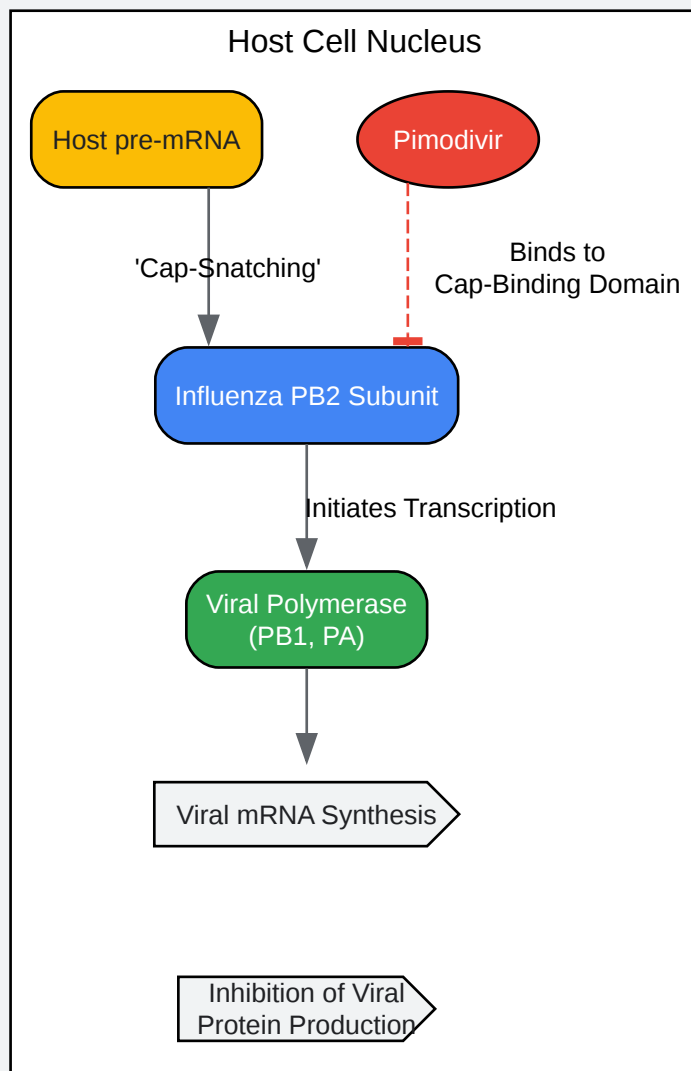 Host Cell Nucleus
Host pre-mRNA
Pimodivir
'Cap-Snatching'
Binds to
Cap-Binding Domain
Influenza PB2 Subunit
Initiates Transcription
Viral Polymerase
(PB1, PA)
Viral mRNA Synthesis
Inhibition of Viral
Protein Production